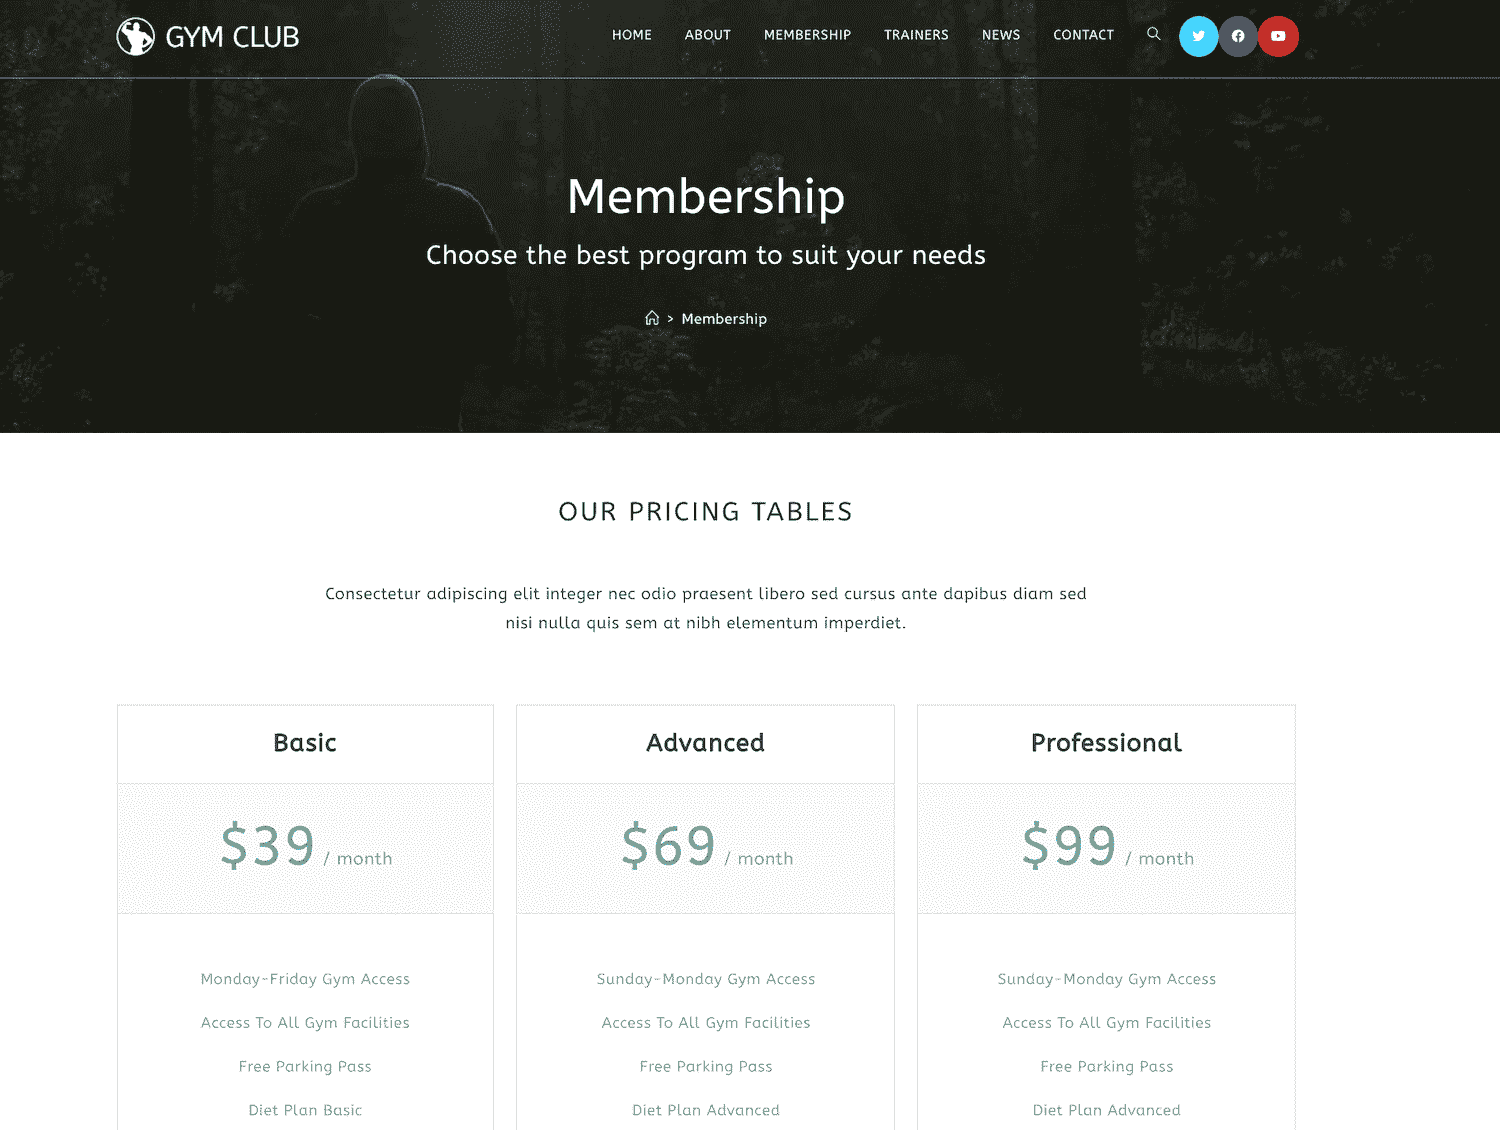 GYM CLUB
HOME ABOUT MEMBERSHIP TRAINERS NEWS CONTACT
Membership
Choose the best program to suit your needs
> Membership
OUR PRICING TABLES
Consectetur adipiscing elit integer nec odio praesent libero sed cursus ante dapibus diam sed
nisi nulla quis sem at nibh elementum imperdiet.
Basic
$39 / month
Monday-Friday Gym Access
Access To All Gym Facilities
Free Parking Pass
Diet Plan Basic
Advanced
$69 / month
Sunday-Monday Gym Access
Access To All Gym Facilities
Free Parking Pass
Diet Plan Advanced
Professional
$99 / month
Sunday-Monday Gym Access
Access To All Gym Facilities
Free Parking Pass
Diet Plan Advanced